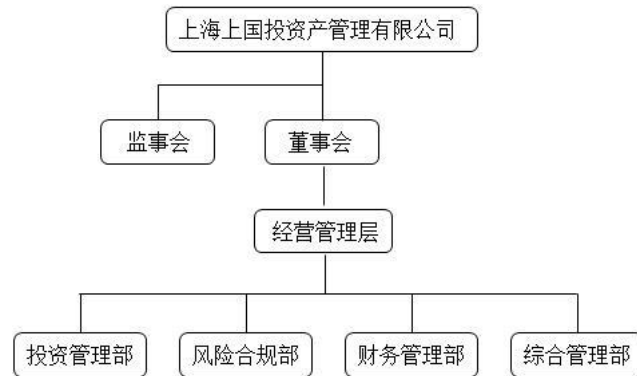 上海上国投资产管理有限公司
监事会
董事会
经营管理层
投资管理部
风险合规部
财务管理部
综合管理部